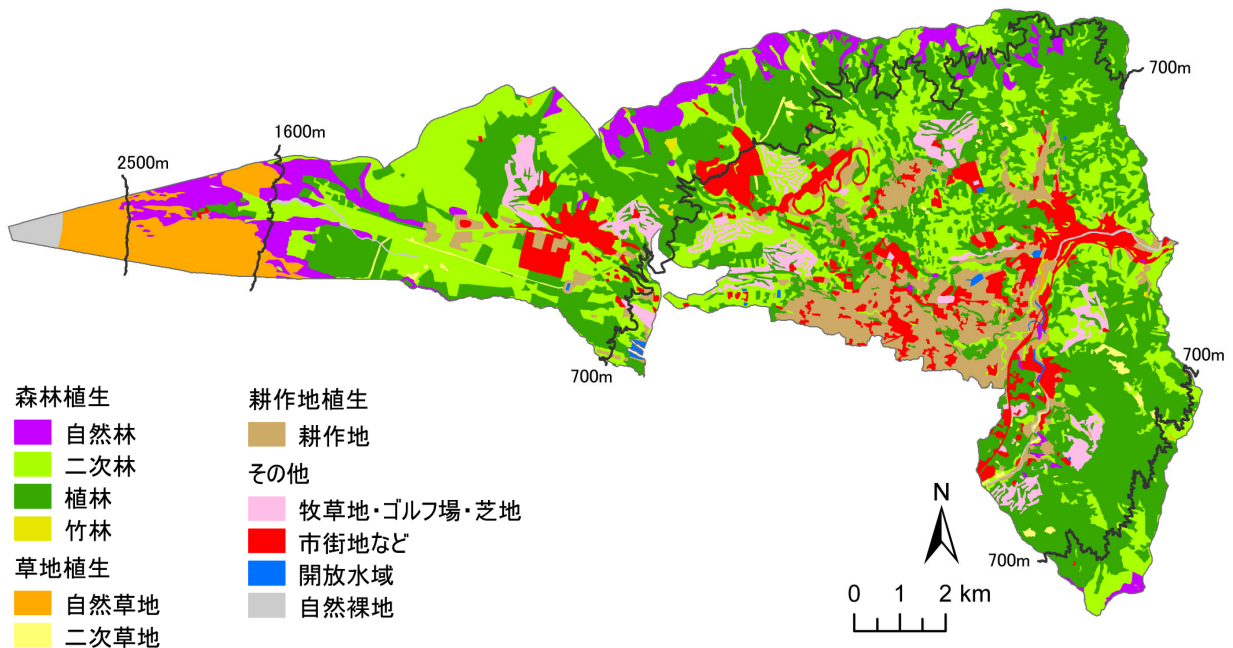 700m
1600m
2500m
700m
700m
700m
森林植生
自然林
二次林
植林
竹林
草地植生
自然草地
二次草地
耕作地植生
耕作地
その他
牧草地・ゴルフ場・芝地
市街地など
開放水域
自然裸地
N
0 1 2 km